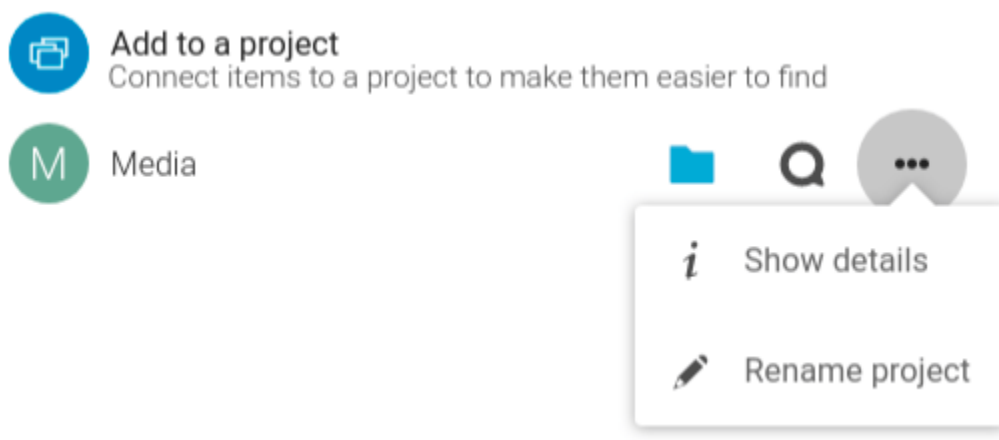 Add to a project
Connect items to a project to make them easier to find
M Media
Show details
Rename project